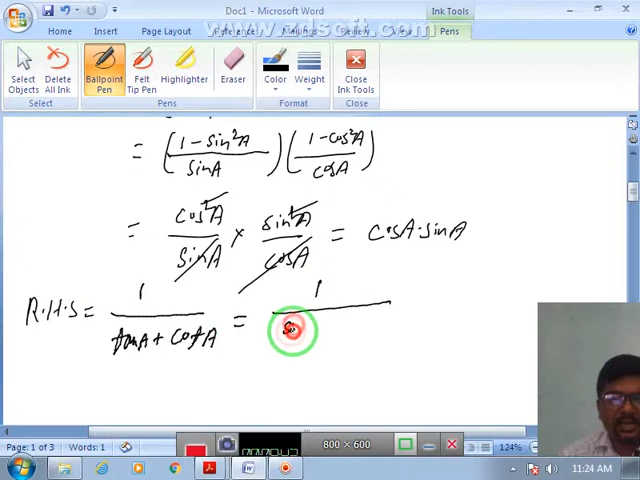 Doc1 - Microsoft Word
Ink Tools
www.zdsoft.com
Home Insert Page Layout References Mailings Review View Pens
Select Objects
Delete All Ink
Ballpoint Pen
Felt Tip Pen
Highlighter
Eraser
Color
Weight
Close Ink Tools
Select Pens Format Close
= ((1 - sin²A)/sinA)((1 - cos²A)/cosA)
= cos²A/sinA × sin²A/cosA = cosA·sinA
R.H.S = 1/(tanA + cotA) = 1/
Page: 1 of 3 Words: 1
800 × 600
124%
11:24 AM